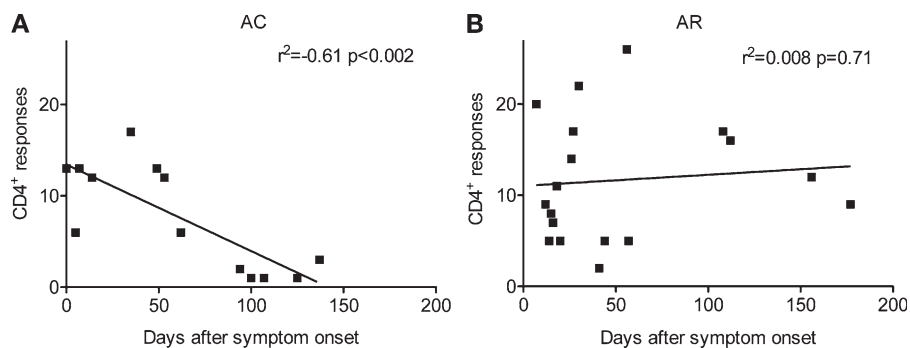 A
AC
r²=-0.61 p<0.002
CD4⁺ responses
20
10
0
0
50
100
150
200
Days after symptom onset
B
AR
r²=0.008 p=0.71
CD4⁺ responses
20
10
0
0
50
100
150
200
Days after symptom onset